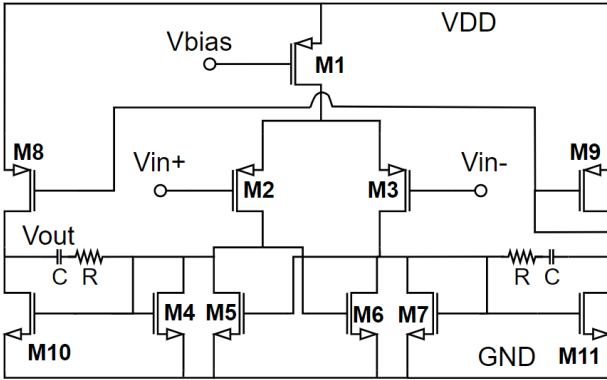 VDD
Vbias
M1
M8
Vin+
Vin-
M9
M2
M3
Vout
C
R
R
C
M4
M5
M6
M7
M10
GND
M11